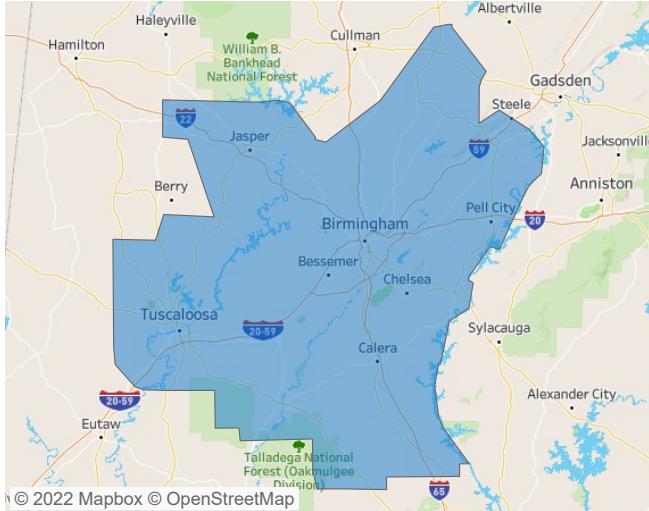 Albertville
Haleyville
Cullman
Hamilton
William B.
Bankhead
National Forest
Gadsden
Steele
22
Jasper
59
Jacksonville
Berry
Anniston
Pell City
20
Birmingham
Bessemer
Chelsea
Tuscaloosa
20-59
Sylacauga
Calera
20-59
Alexander City
Eutaw
Talladega National
Forest (Oakmulgee
Division)
65
© 2022 Mapbox © OpenStreetMap